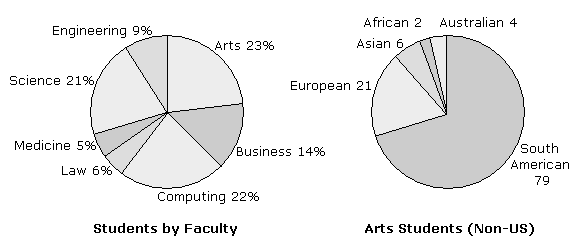 Engineering 9%
Arts 23%
Science 21%
Medicine 5%
Law 6%
Business 14%
Computing 22%
Students by Faculty
African 2
Australian 4
Asian 6
European 21
South
American
79
Arts Students (Non-US)